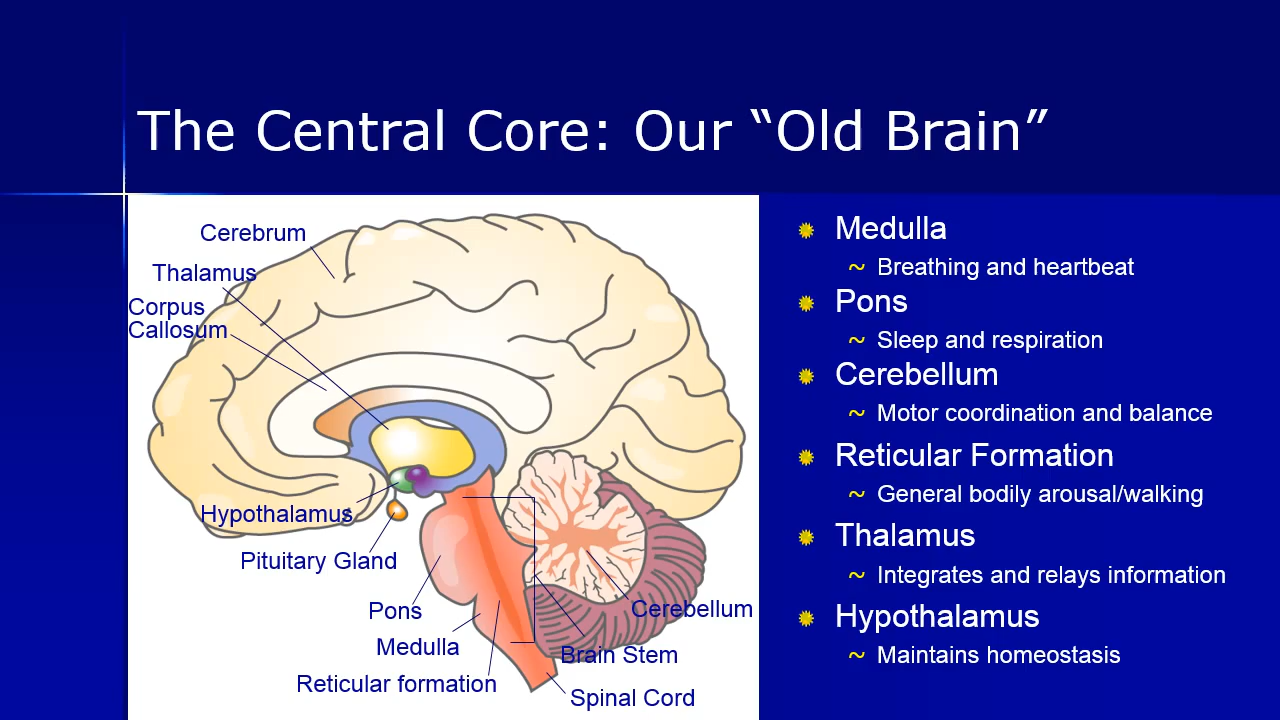 The Central Core: Our “Old Brain”
Cerebrum
Thalamus
Corpus
Callosum
Hypothalamus
Pituitary Gland
Pons
Medulla
Reticular formation
Cerebellum
Brain Stem
Spinal Cord
Medulla
~ Breathing and heartbeat
Pons
~ Sleep and respiration
Cerebellum
~ Motor coordination and balance
Reticular Formation
~ General bodily arousal/walking
Thalamus
~ Integrates and relays information
Hypothalamus
~ Maintains homeostasis